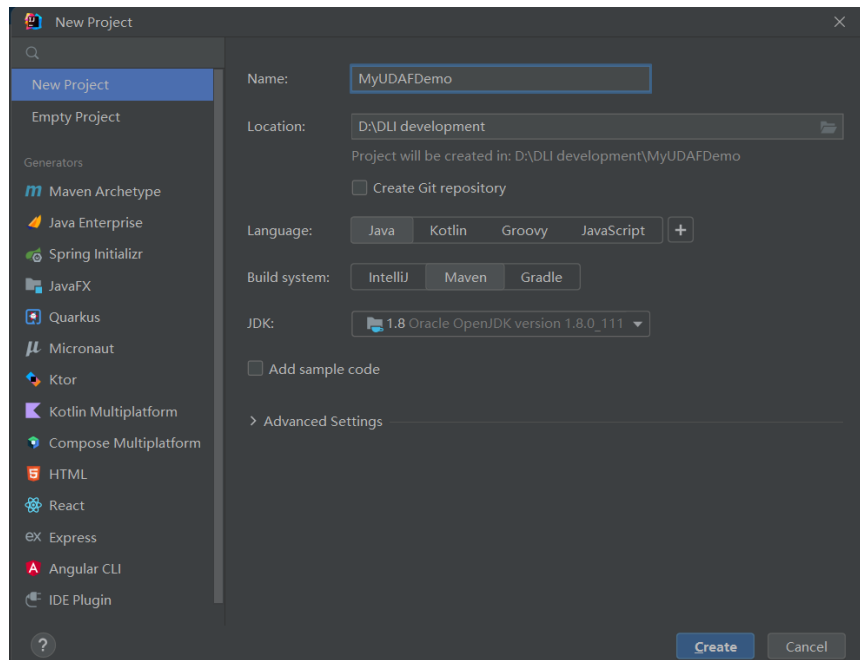 New Project
New Project
Empty Project
Generators
Maven Archetype
Java Enterprise
Spring Initializr
JavaFX
Quarkus
Micronaut
Ktor
Kotlin Multiplatform
Compose Multiplatform
HTML
React
ex Express
Angular CLI
IDE Plugin
?
Name: MyUDAFDemo
Location: D:\DLI development
Project will be created in: D:\DLI development\MyUDAFDemo
Create Git repository
Language: Java Kotlin Groovy JavaScript +
Build system: IntelliJ Maven Gradle
JDK: 1.8 Oracle OpenJDK version 1.8.0_111
Add sample code
Advanced Settings
Create Cancel